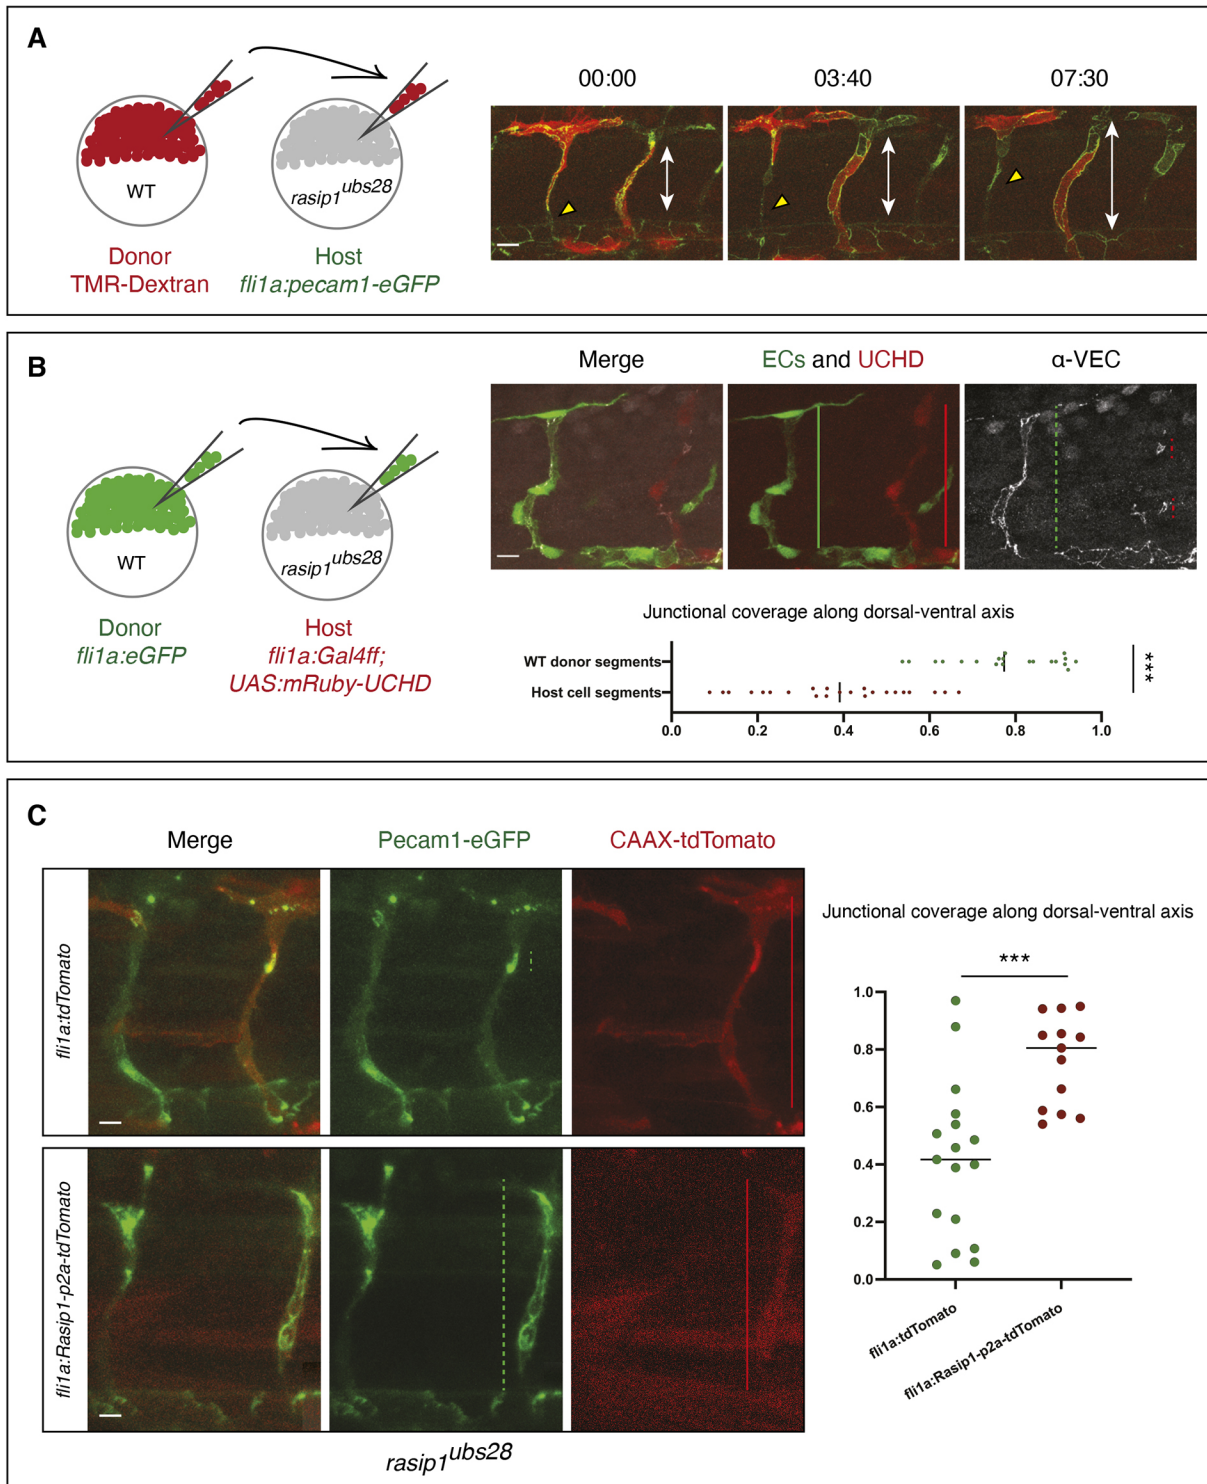 A
WT
rasip1ubs28
Donor
TMR-Dextran
Host
fli1a:pecam1-eGFP
00:00
03:40
07:30
B
WT
rasip1ubs28
Donor
fli1a:eGFP
Host
fli1a:Gal4ff;
UAS:mRuby-UCHD
Merge
ECs and UCHD
α-VEC
Junctional coverage along dorsal-ventral axis
WT donor segments
Host cell segments
***
0.0 0.2 0.4 0.6 0.8 1.0
C
Merge
Pecam1-eGFP
CAAX-tdTomato
fli1a:tdTomato
fli1a:Rasip1-p2a-tdTomato
rasip1ubs28
Junctional coverage along dorsal-ventral axis
***
1.0
0.8
0.6
0.4
0.2
0.0
fli1a:tdTomato
fli1a:Rasip1-p2a-tdTomato